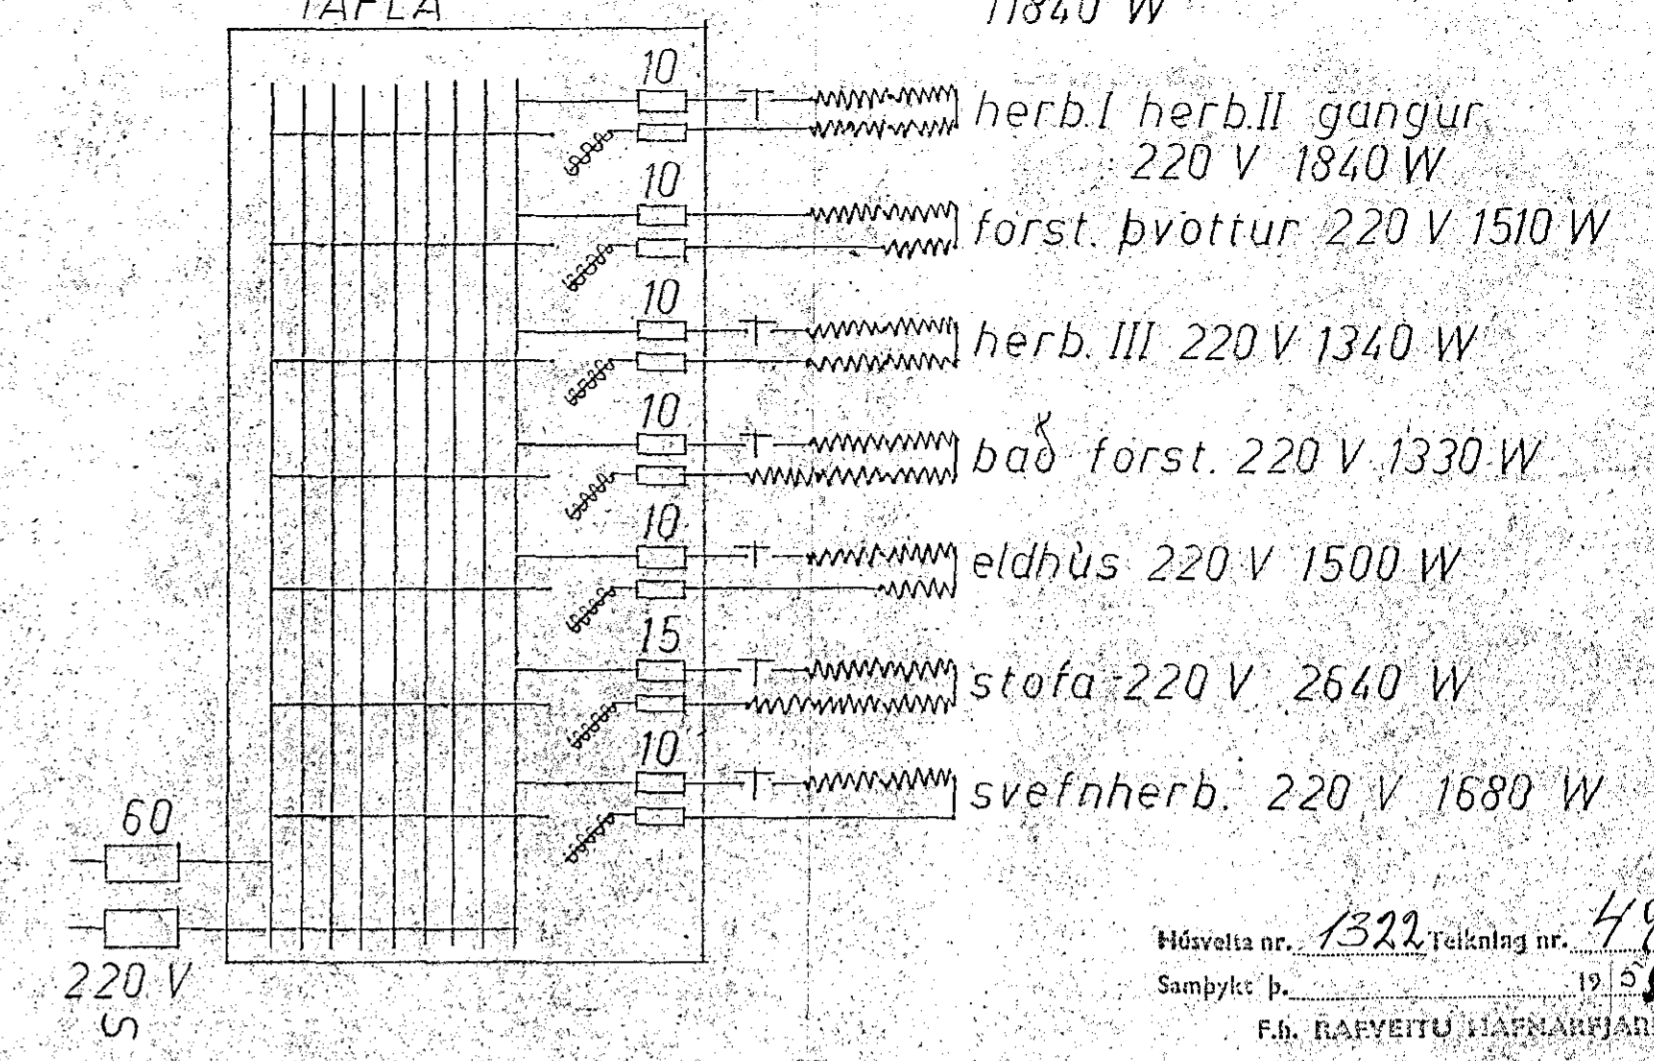 TAFLA
11840 W
10
herb.I herb.II gangur
220 V 1840 W
10
forst. þvottur 220 V 1510 W
10
herb. III 220 V 1340 W
10
bað forst. 220 V 1330 W
10
eldhús 220 V 1500 W
15
stofa 220 V 2640 W
10
svefnherb. 220 V 1680 W
60
220 V
Húsveita nr. 1322 Teikning nr.
Samþykt þ. 19
F.h. RAFVEITU HAFNARFJAR